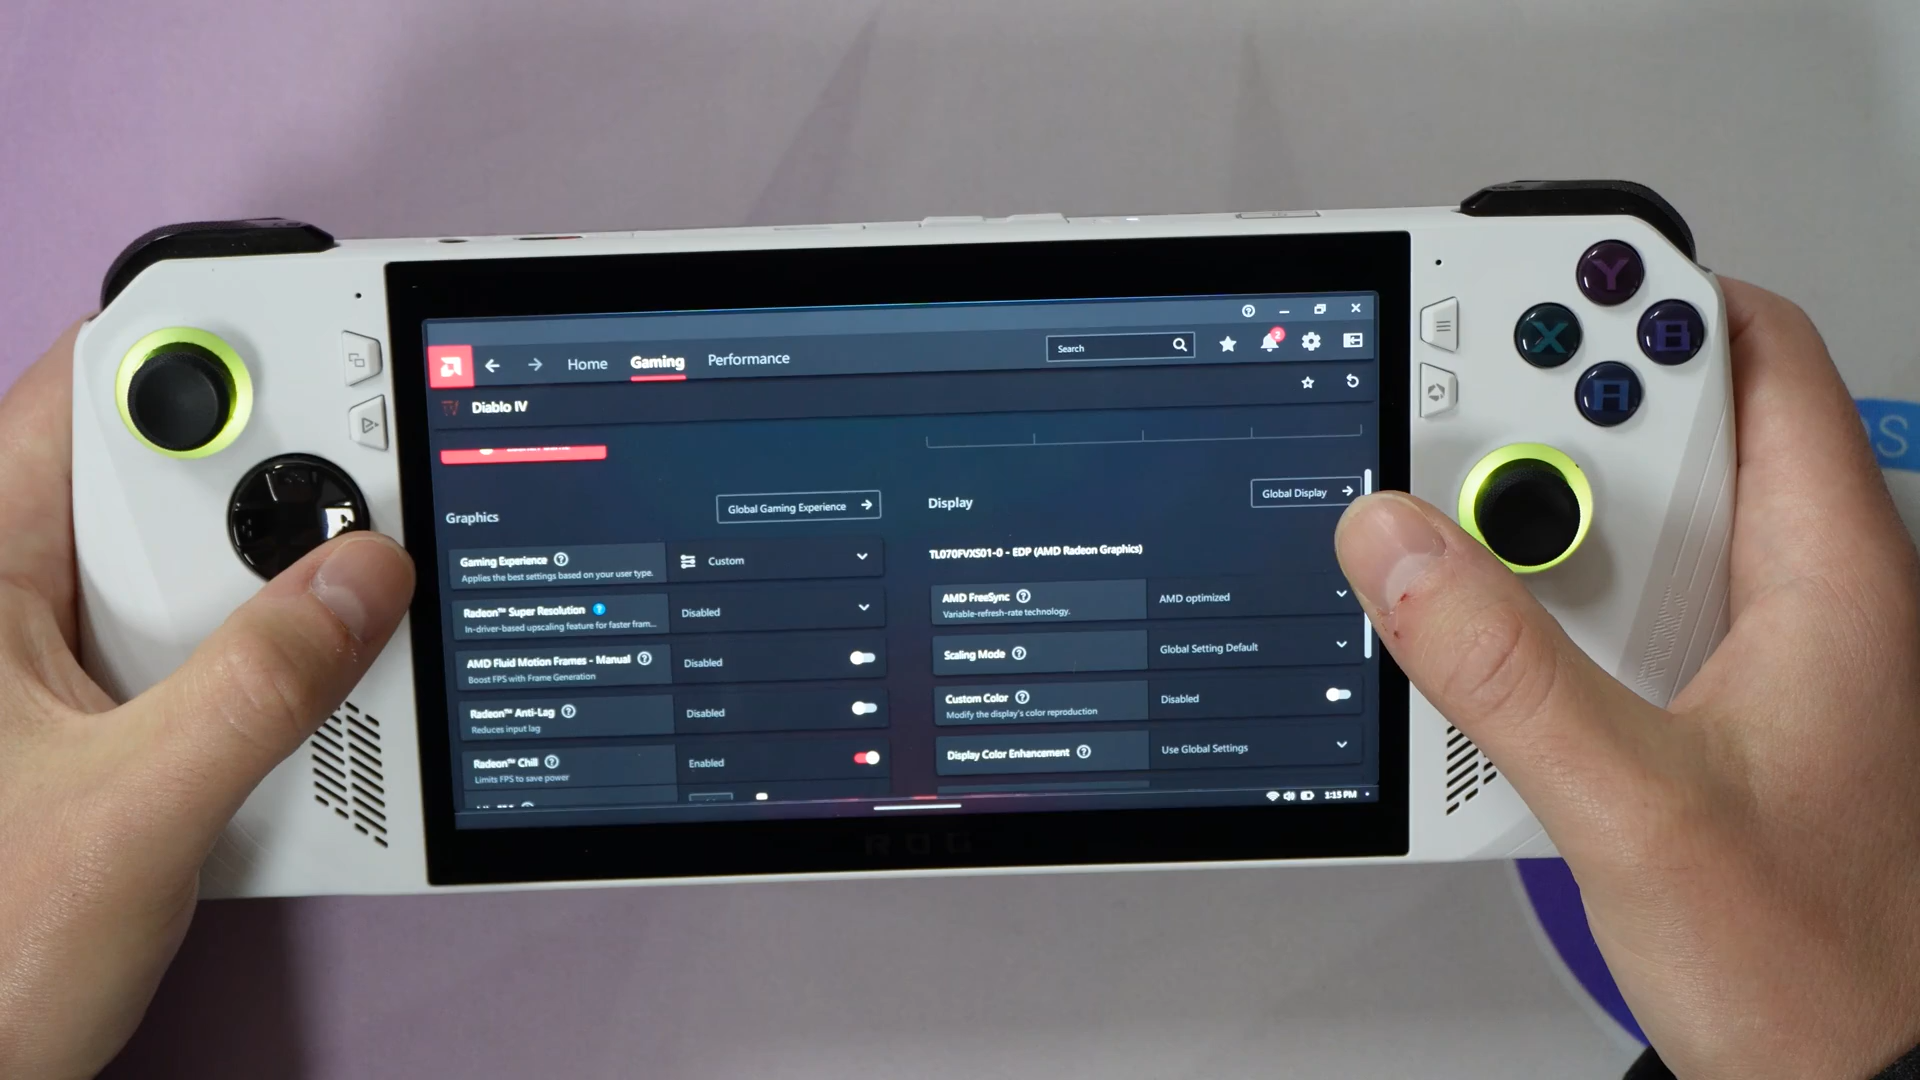 Home
Gaming
Performance
Search
2
Diablo IV
Graphics
Global Gaming Experience
Display
Global Display
Gaming Experience
Applies the best settings based on your user type.
Custom
TL070FVXS01-0 - EDP (AMD Radeon Graphics)
Radeon™ Super Resolution
In-driver-based upscaling feature for faster fram...
Disabled
AMD FreeSync
Variable-refresh-rate technology.
AMD optimized
AMD Fluid Motion Frames - Manual
Boost FPS with Frame Generation
Disabled
Scaling Mode
Global Setting Default
Radeon™ Anti-Lag
Reduces input lag
Disabled
Custom Color
Modify the display's color reproduction
Disabled
Radeon™ Chill
Limits FPS to save power
Enabled
Display Color Enhancement
Use Global Settings
1:15 PM
ROG
Y
X
B
A